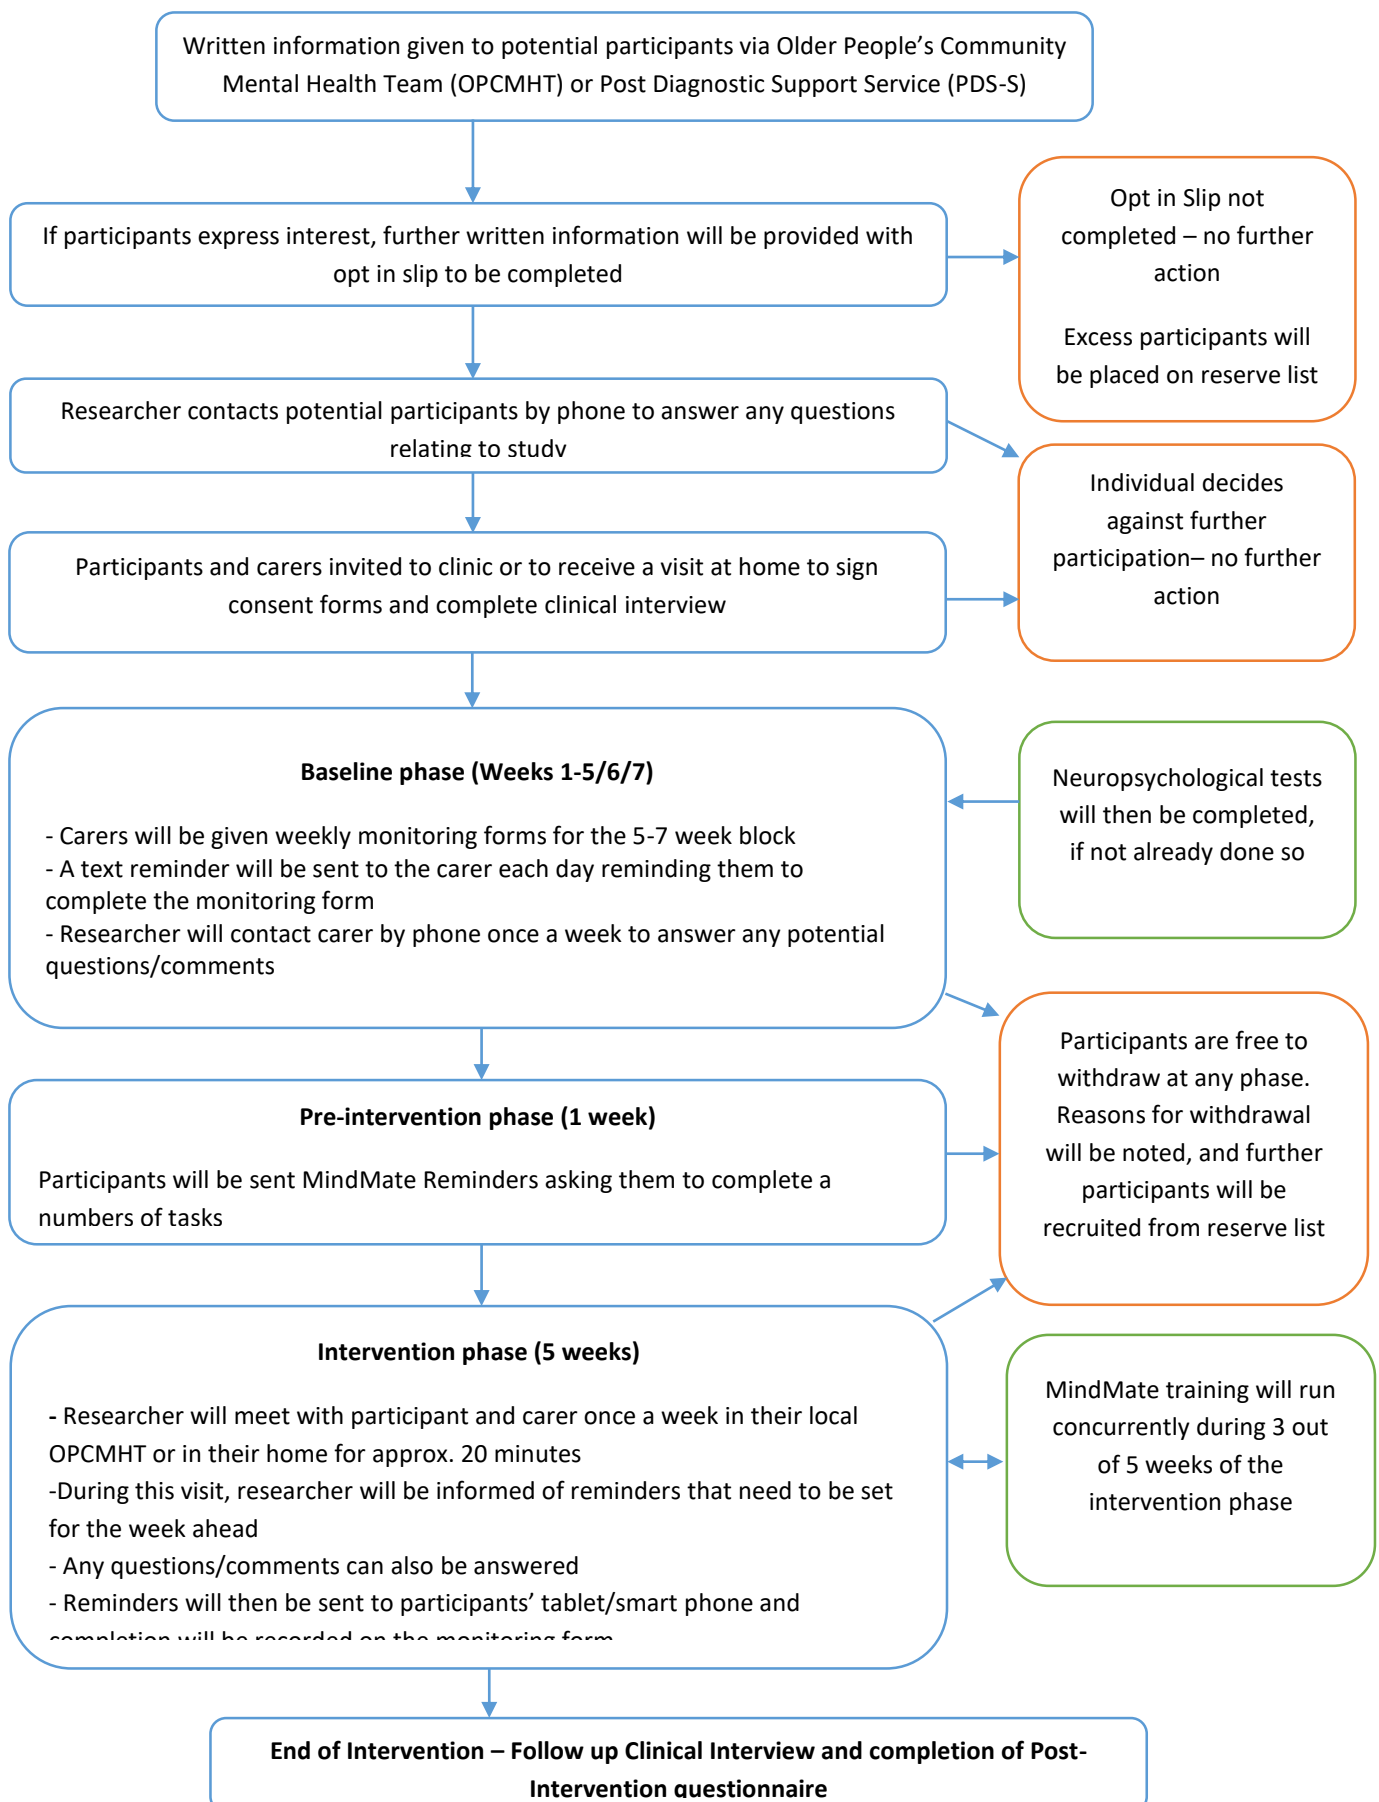 Written information given to potential participants via Older People’s Community
Mental Health Team (OPCMHT) or Post Diagnostic Support Service (PDS-S)
If participants express interest, further written information will be provided with
opt in slip to be completed
Opt in Slip not
completed – no further
action
Excess participants will
be placed on reserve list
Researcher contacts potential participants by phone to answer any questions
relating to study
Individual decides
against further
participation– no further
action
Participants and carers invited to clinic or to receive a visit at home to sign
consent forms and complete clinical interview
Baseline phase (Weeks 1-5/6/7)
- Carers will be given weekly monitoring forms for the 5-7 week block
- A text reminder will be sent to the carer each day reminding them to
complete the monitoring form
- Researcher will contact carer by phone once a week to answer any potential
questions/comments
Neuropsychological tests
will then be completed,
if not already done so
Participants are free to
withdraw at any phase.
Reasons for withdrawal
will be noted, and further
participants will be
recruited from reserve list
Pre-intervention phase (1 week)
Participants will be sent MindMate Reminders asking them to complete a
numbers of tasks
Intervention phase (5 weeks)
- Researcher will meet with participant and carer once a week in their local
OPCMHT or in their home for approx. 20 minutes
-During this visit, researcher will be informed of reminders that need to be set
for the week ahead
- Any questions/comments can also be answered
- Reminders will then be sent to participants’ tablet/smart phone and
completion will be recorded on the monitoring form
MindMate training will run
concurrently during 3 out
of 5 weeks of the
intervention phase
End of Intervention – Follow up Clinical Interview and completion of Post-
Intervention questionnaire